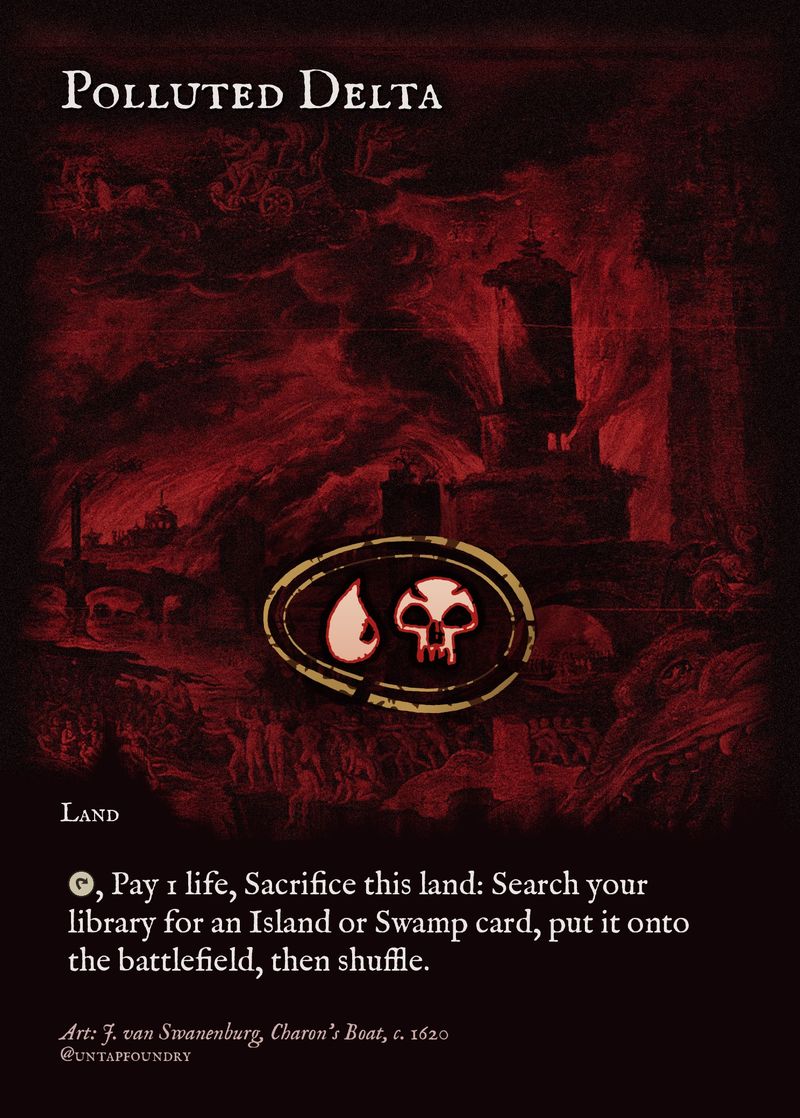 Polluted Delta
Land
, Pay 1 life, Sacrifice this land: Search your
library for an Island or Swamp card, put it onto
the battlefield, then shuffle.
Art: J. van Swanenburg, Charon's Boat, c. 1620
@untapfoundry